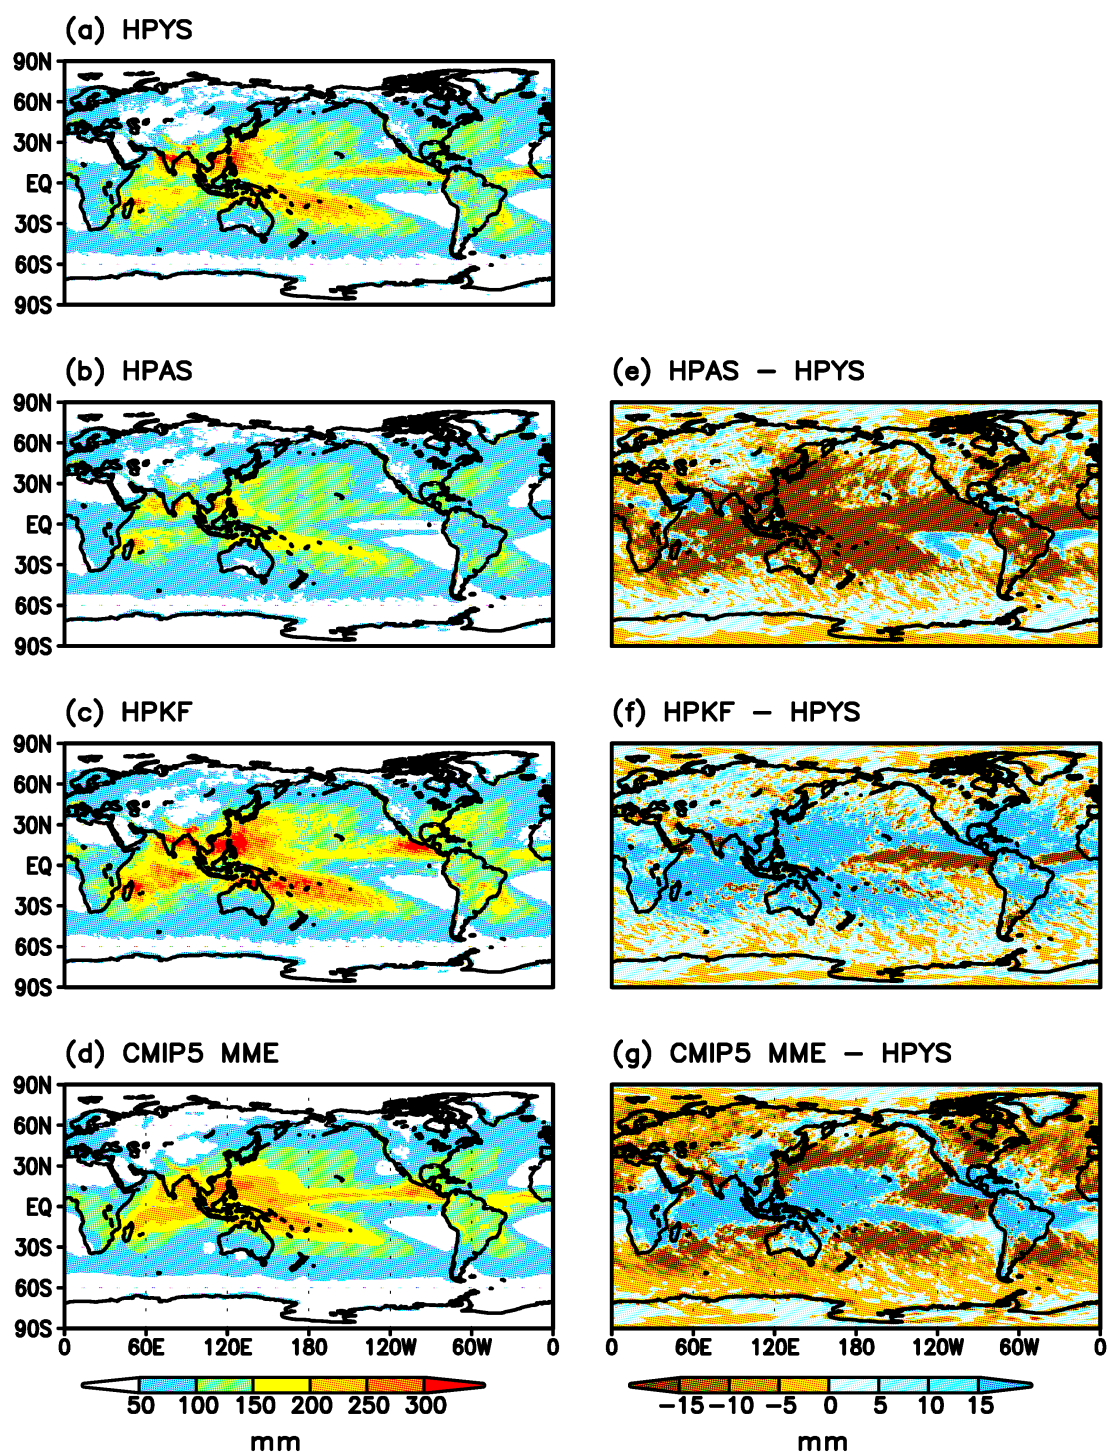 (a) HPYS
90N
60N
30N
EQ
30S
60S
90S
(b) HPAS
90N
60N
30N
EQ
30S
60S
90S
(e) HPAS – HPYS
(c) HPKF
90N
60N
30N
EQ
30S
60S
90S
(f) HPKF – HPYS
(d) CMIP5 MME
90N
60N
30N
EQ
30S
60S
90S
0 60E 120E 180 120W 60W 0
50 100 150 200 250 300
mm
(g) CMIP5 MME – HPYS
0 60E 120E 180 120W 60W 0
-15 -10 -5 0 5 10 15
mm